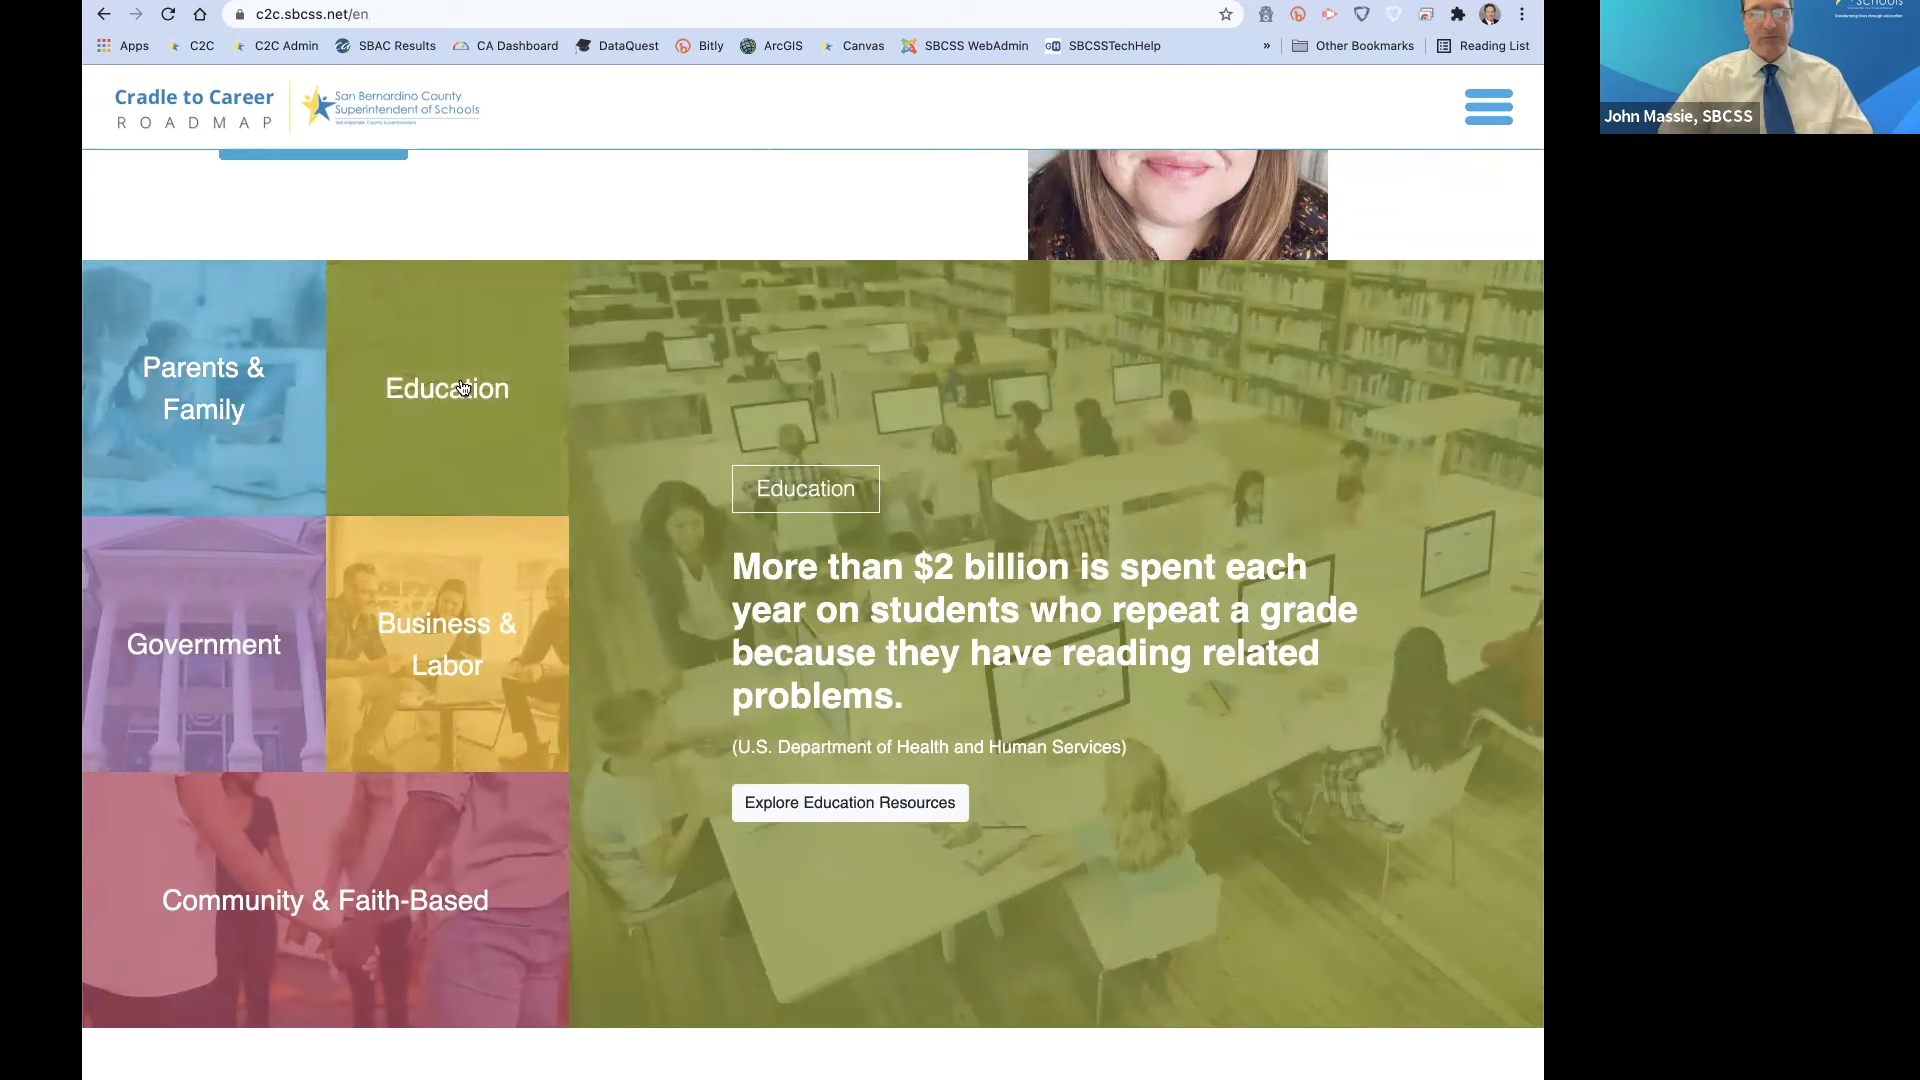 c2c.sbcss.net/en
Apps C2C C2C Admin SBAC Results CA Dashboard DataQuest Bitly ArcGIS Canvas SBCSS WebAdmin GH SBCSSTechHelp » Other Bookmarks Reading List
Cradle to Career
ROADMAP
San Bernardino County
Superintendent of Schools
Parents &
Family
Education
Government
Business &
Labor
Community & Faith-Based
Education
More than $2 billion is spent each
year on students who repeat a grade
because they have reading related
problems.
(U.S. Department of Health and Human Services)
Explore Education Resources
Schools
John Massie, SBCSS